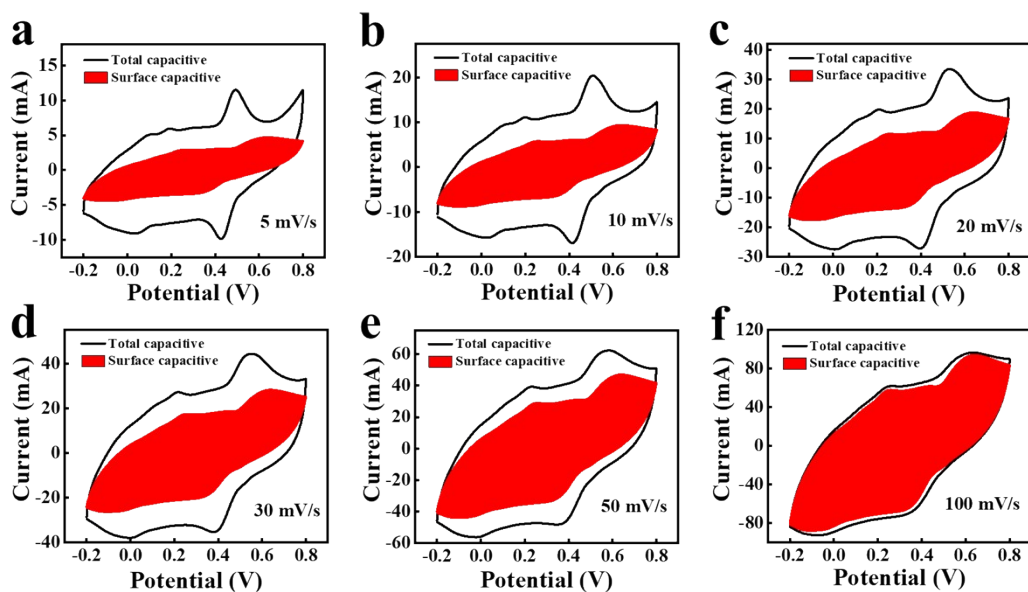 a
Total capacitive
Surface capacitive
Current (mA)
15
10
5
0
-5
-10
5 mV/s
-0.2 0.0 0.2 0.4 0.6 0.8
Potential (V)
b
Total capacitive
Surface capacitive
Current (mA)
20
10
0
-10
-20
10 mV/s
-0.2 0.0 0.2 0.4 0.6 0.8
Potential (V)
c
Total capacitive
Surface capacitive
Current (mA)
40
30
20
10
0
-10
-20
-30
20 mV/s
-0.2 0.0 0.2 0.4 0.6 0.8
Potential (V)
d
Total capacitive
Surface capacitive
Current (mA)
40
20
0
-20
-40
30 mV/s
-0.2 0.0 0.2 0.4 0.6 0.8
Potential (V)
e
Total capacitive
Surface capacitive
Current (mA)
60
40
20
0
-20
-40
-60
50 mV/s
-0.2 0.0 0.2 0.4 0.6 0.8
Potential (V)
f
Total capacitive
Surface capacitive
Current (mA)
120
80
40
0
-40
-80
100 mV/s
-0.2 0.0 0.2 0.4 0.6 0.8
Potential (V)